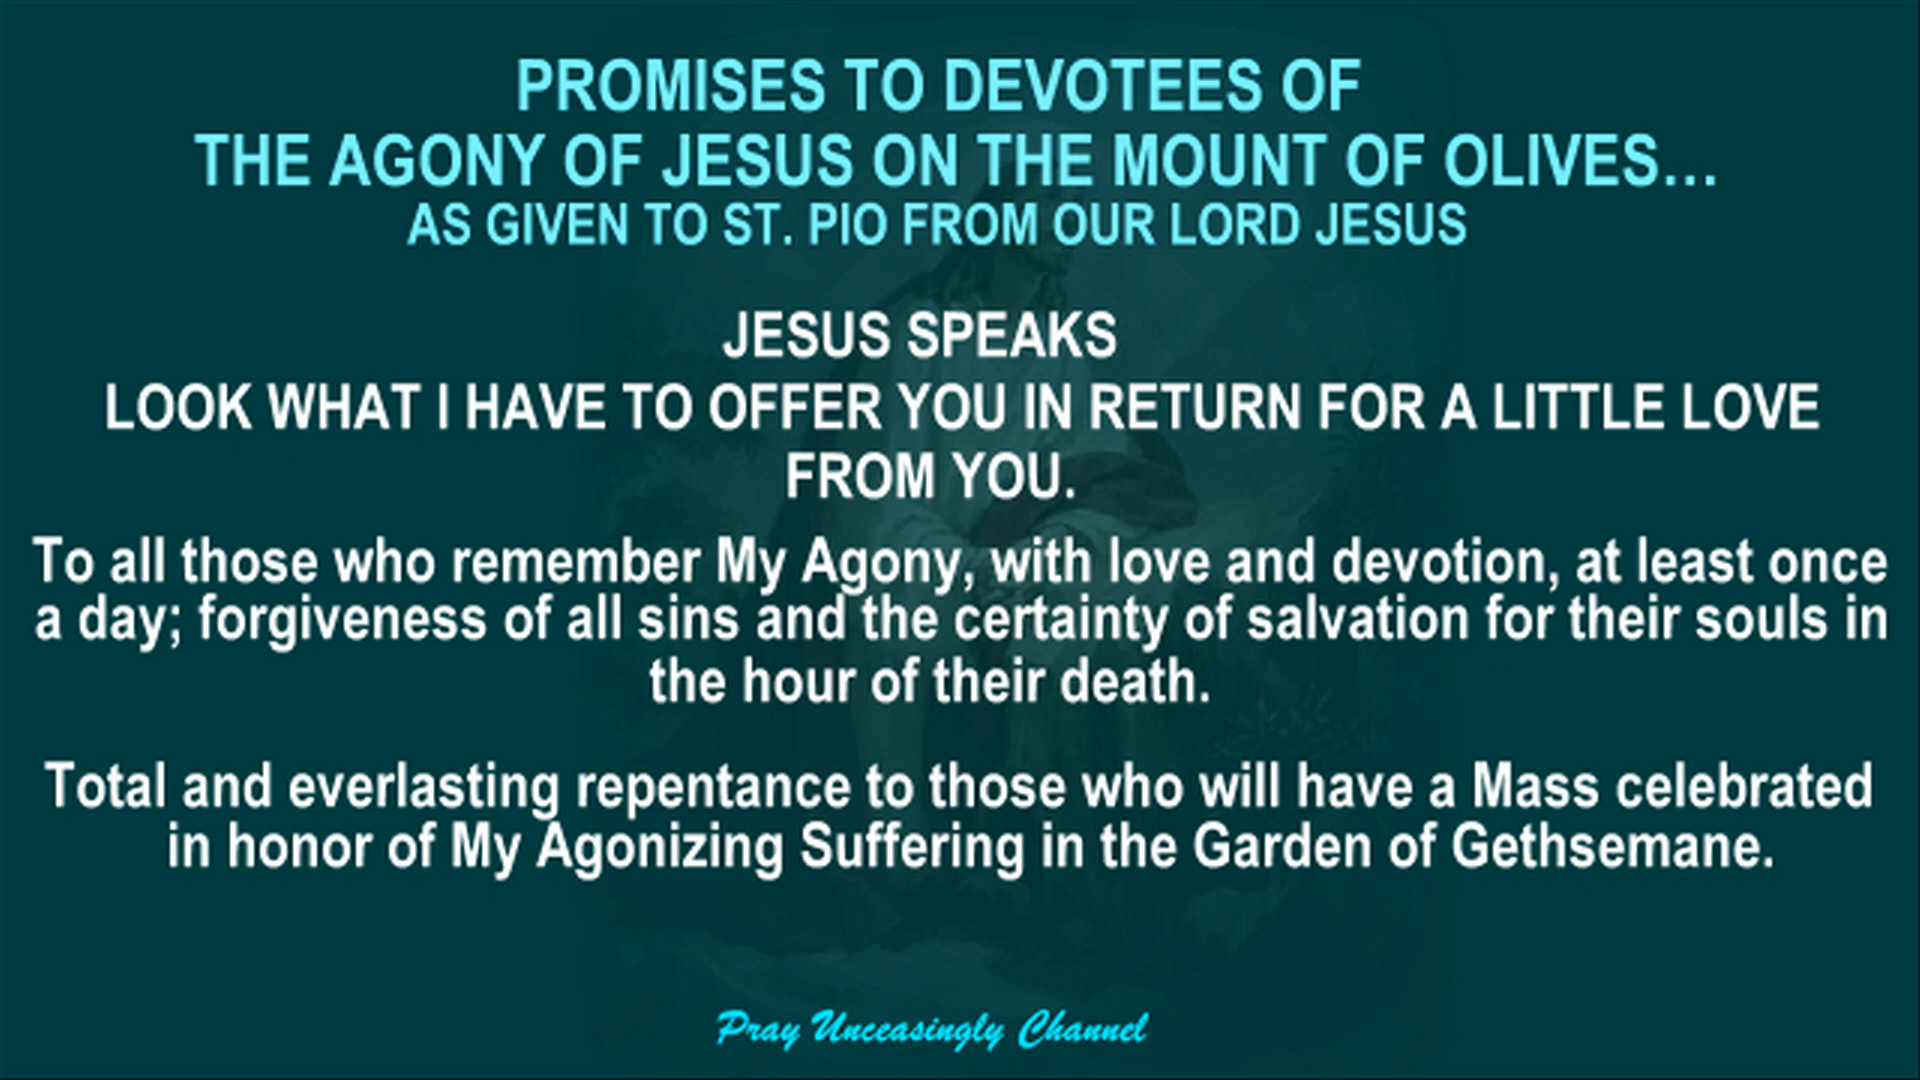 PROMISES TO DEVOTEES OF
THE AGONY OF JESUS ON THE MOUNT OF OLIVES...
AS GIVEN TO ST. PIO FROM OUR LORD JESUS
JESUS SPEAKS
LOOK WHAT I HAVE TO OFFER YOU IN RETURN FOR A LITTLE LOVE
FROM YOU.
To all those who remember My Agony, with love and devotion, at least once
a day; forgiveness of all sins and the certainty of salvation for their souls in
the hour of their death.
Total and everlasting repentance to those who will have a Mass celebrated
in honor of My Agonizing Suffering in the Garden of Gethsemane.
Pray Unceasingly Channel